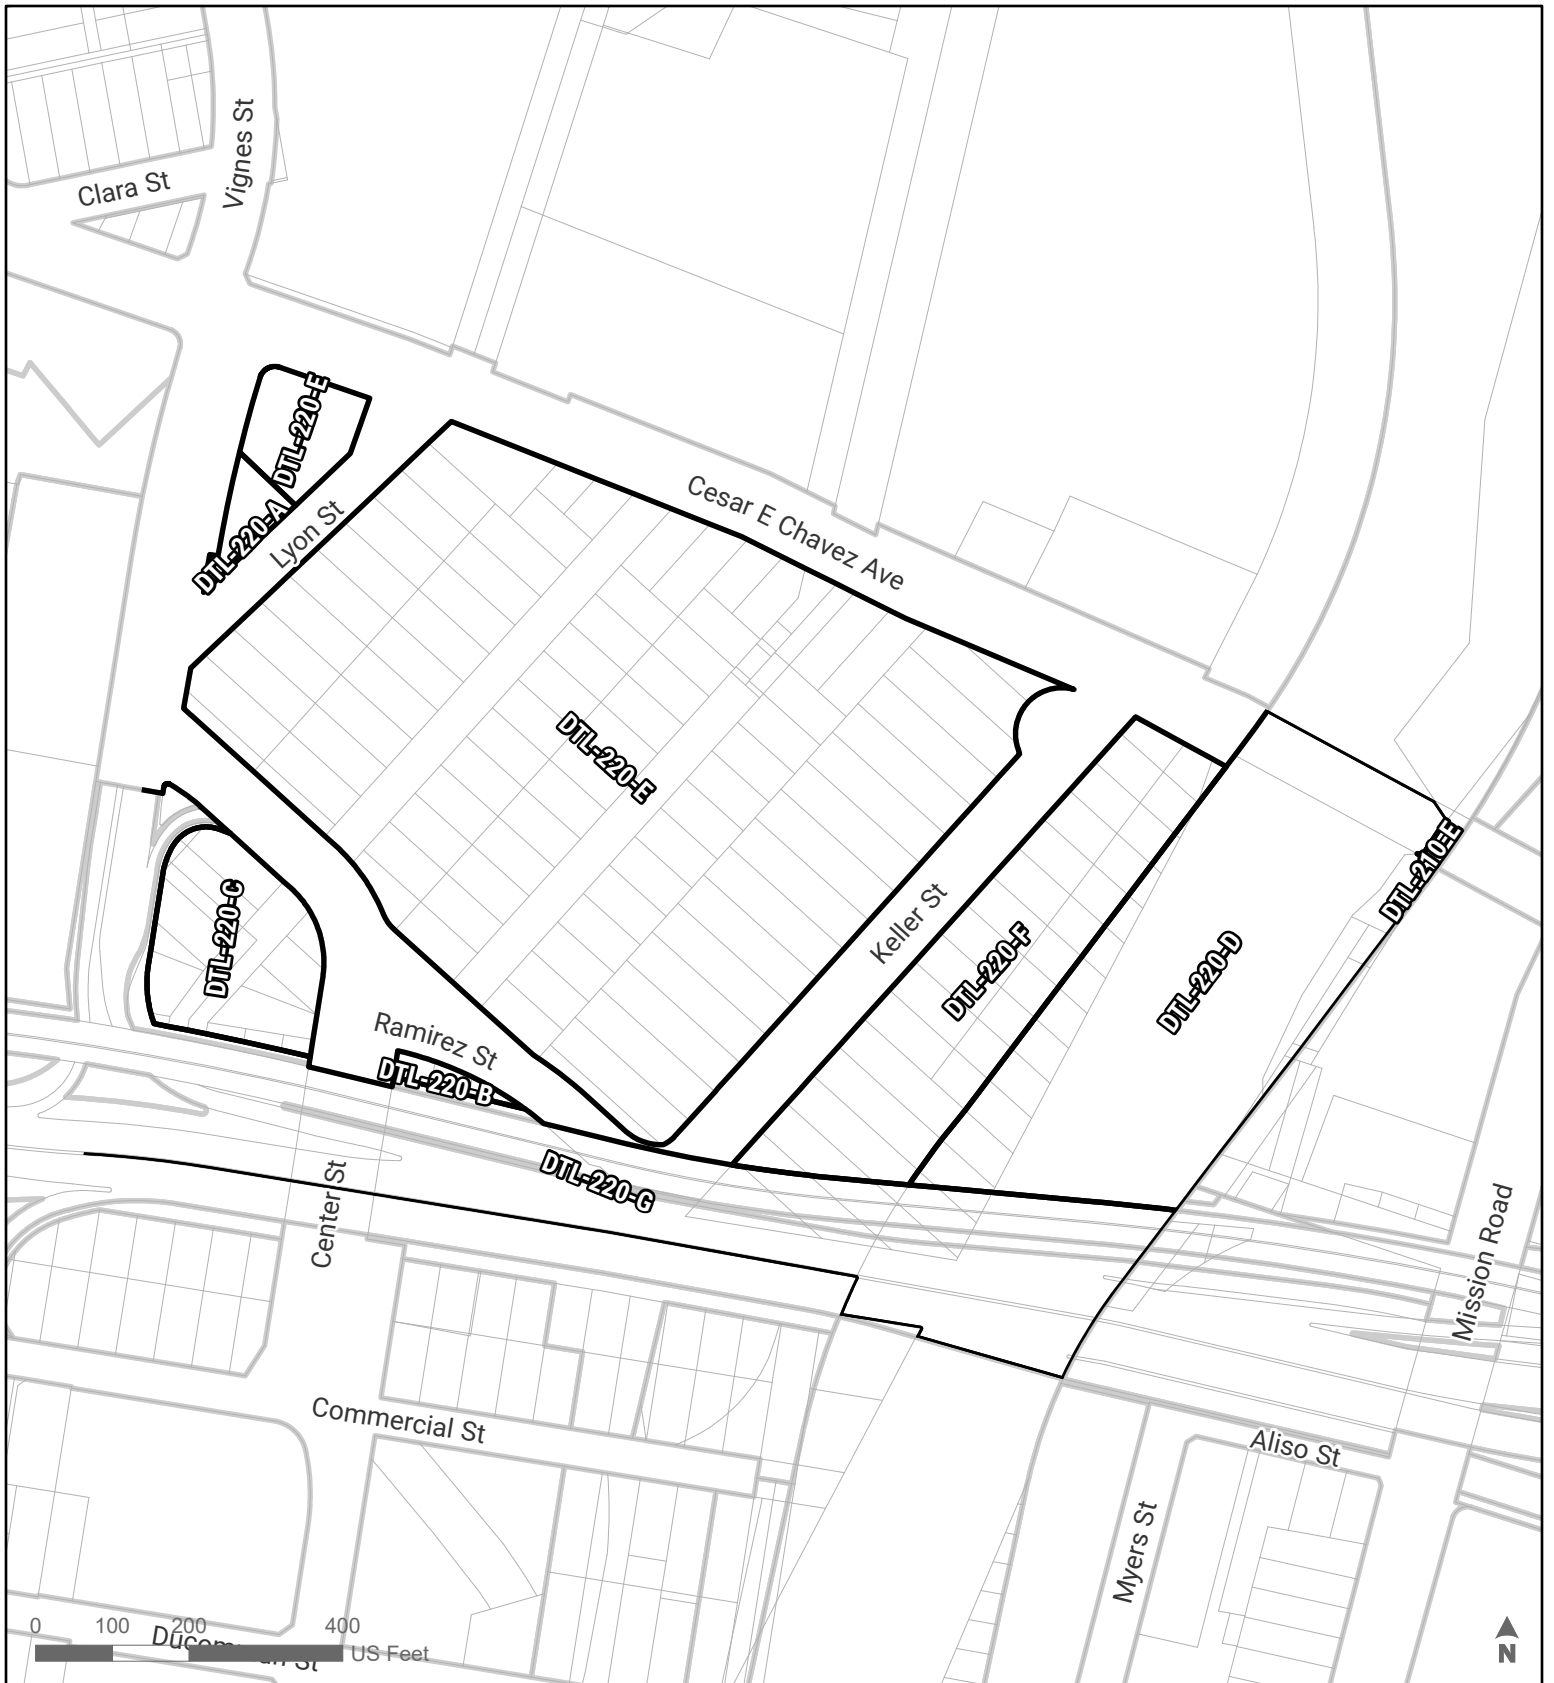 Vignes St
Clara St
DTL-220-E
DTL-220-A
Lyon St
Cesar E Chavez Ave
DTL-220-E
DTL-210-E
DTL-220-C
Keller St
DTL-220-F
DTL-220-D
Ramirez St
DTL-220-B
DTL-220-G
Center St
Mission Road
Commercial St
Aliso St
Myers St
0 100 200 400
US Feet
N